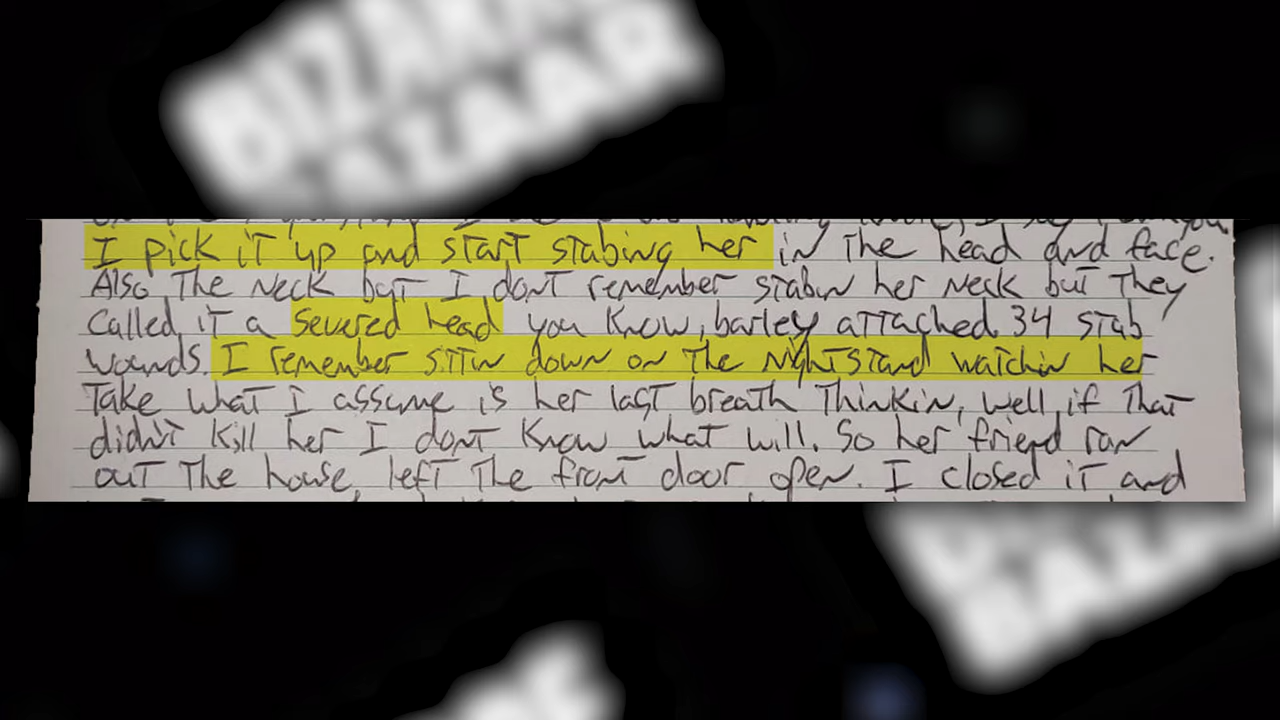 I pick it up and start stabing her in the head and face.
Also the neck but I dont remember stabin her neck but they
called it a severed head you know, barley attached. 34 stab
wounds. I remember sittin down on the nightstand watchin her
take what I assume is her last breath thinkin, well if that
didn't kill her I dont know what will. So her friend ran
out the house, left the front door open. I closed it and